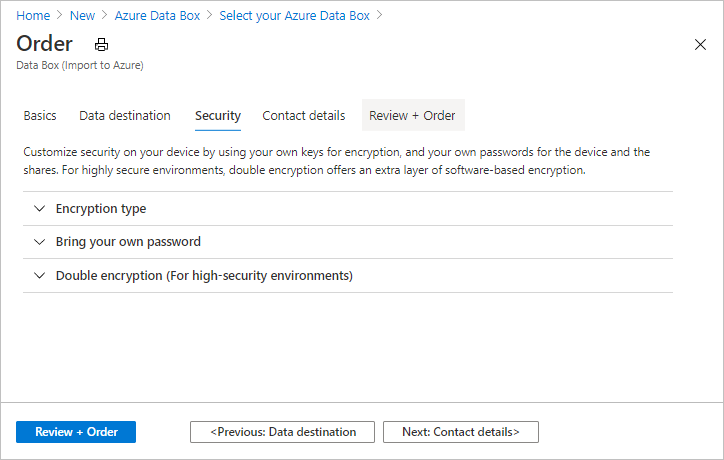 Home > New > Azure Data Box > Select your Azure Data Box >
Order
Data Box (Import to Azure)
Basics Data destination Security Contact details Review + Order
Customize security on your device by using your own keys for encryption, and your own passwords for the device and the
shares. For highly secure environments, double encryption offers an extra layer of software-based encryption.
Encryption type
Bring your own password
Double encryption (For high-security environments)
Review + Order <Previous: Data destination Next: Contact details>